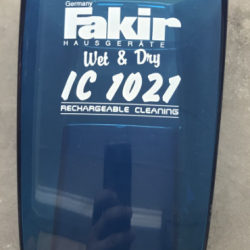 Germany
Fakir
HAUSGERÄTE
Wet & Dry
IC 1021
RECHARGEABLE CLEANING